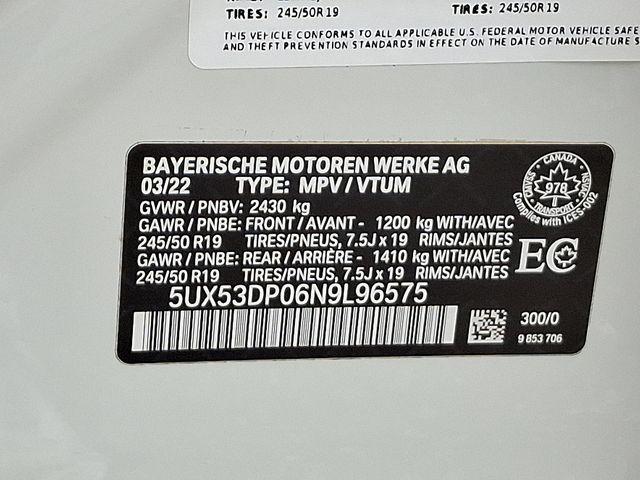 TIRES: 245/50R19
TIRES: 245/50R19
THIS VEHICLE CONFORMS TO ALL APPLICABLE U.S. FEDERAL MOTOR VEHICLE SAFE
AND THEFT PREVENTION STANDARDS IN EFFECT ON THE DATE OF MANUFACTURE S
BAYERISCHE MOTOREN WERKE AG
03/22 TYPE: MPV/VTUM
GVWR / PNBV: 2430 kg
GAWR / PNBE: FRONT / AVANT - 1200 kg WITH/AVEC
245/50 R19 TIRES/PNEUS, 7.5J x 19 RIMS/JANTES
GAWR / PNBE: REAR / ARRIÈRE - 1410 kg WITH/AVEC
245/50 R19 TIRES/PNEUS, 7.5J x 19 RIMS/JANTES
5UX53DP06N9L96575
CANADA
978
TRANSPORT
Complies with ICES-002
EC
300/0
9 853 706